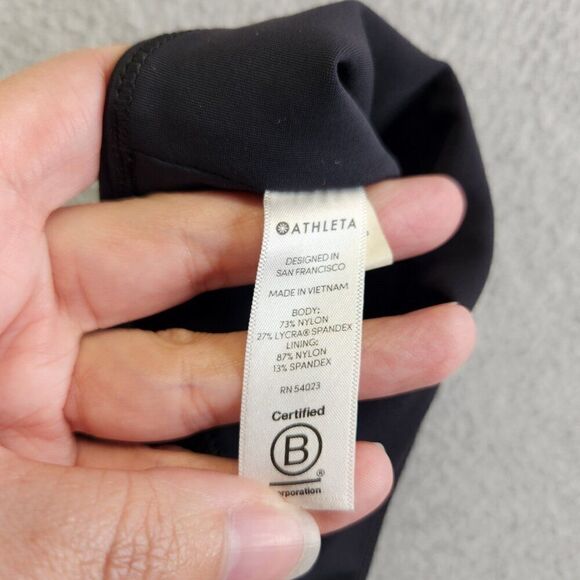 ATHLETA
DESIGNED IN
SAN FRANCISCO
MADE IN VIETNAM
BODY:
73% NYLON
27% LYCRA® SPANDEX
LINING:
87% NYLON
13% SPANDEX
RN 54023
Certified
B
®
orporation